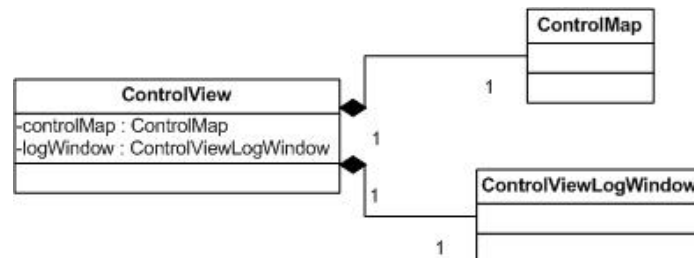 ControlMap
ControlView
1
-controlMap : ControlMap
1
-logWindow : ControlViewLogWindow
ControlViewLogWindow
1
1